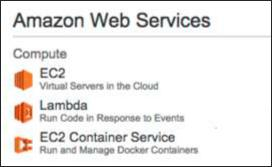 Amazon Web Services
Compute
EC2
Virtual Servers in the Cloud
Lambda
Run Code in Response to Events
EC2 Container Service
Run and Manage Docker Containers